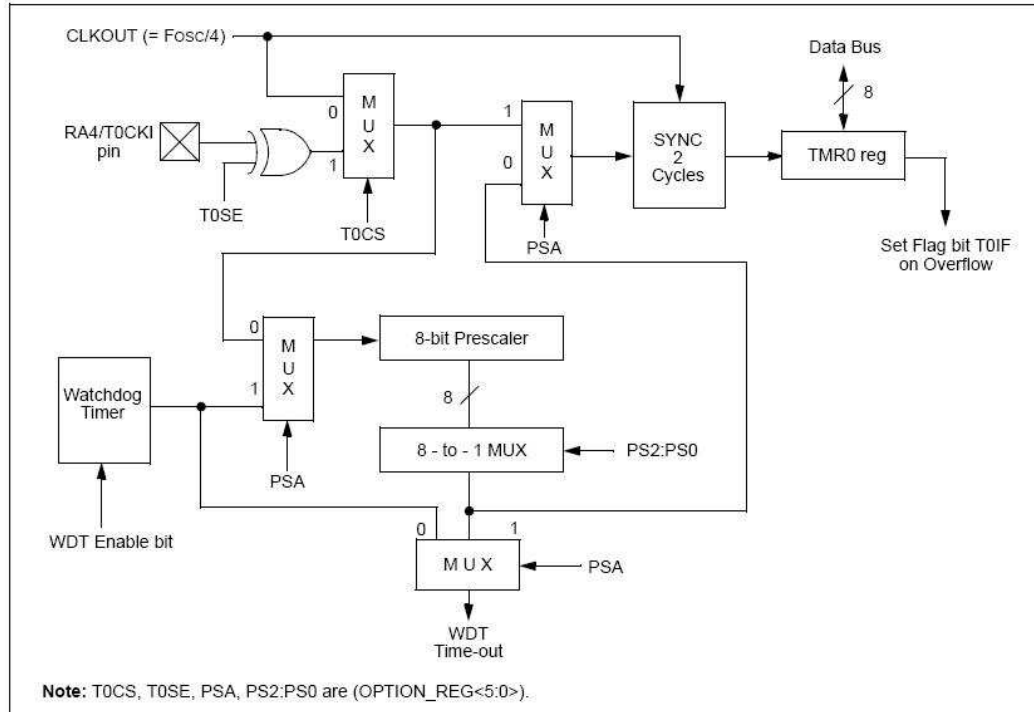 CLKOUT (= FOSC/4)
Data Bus
8
RA4/T0CKI
pin
0
1
M
U
X
T0SE
T0CS
1
0
M
U
X
PSA
SYNC
2
Cycles
TMR0 reg
Set Flag bit T0IF
on Overflow
0
1
M
U
X
PSA
8-bit Prescaler
8
Watchdog
Timer
WDT Enable bit
8 - to - 1 MUX
PS2:PS0
0
1
M U X
PSA
WDT
Time-out
Note: T0CS, T0SE, PSA, PS2:PS0 are (OPTION_REG<5:0>).